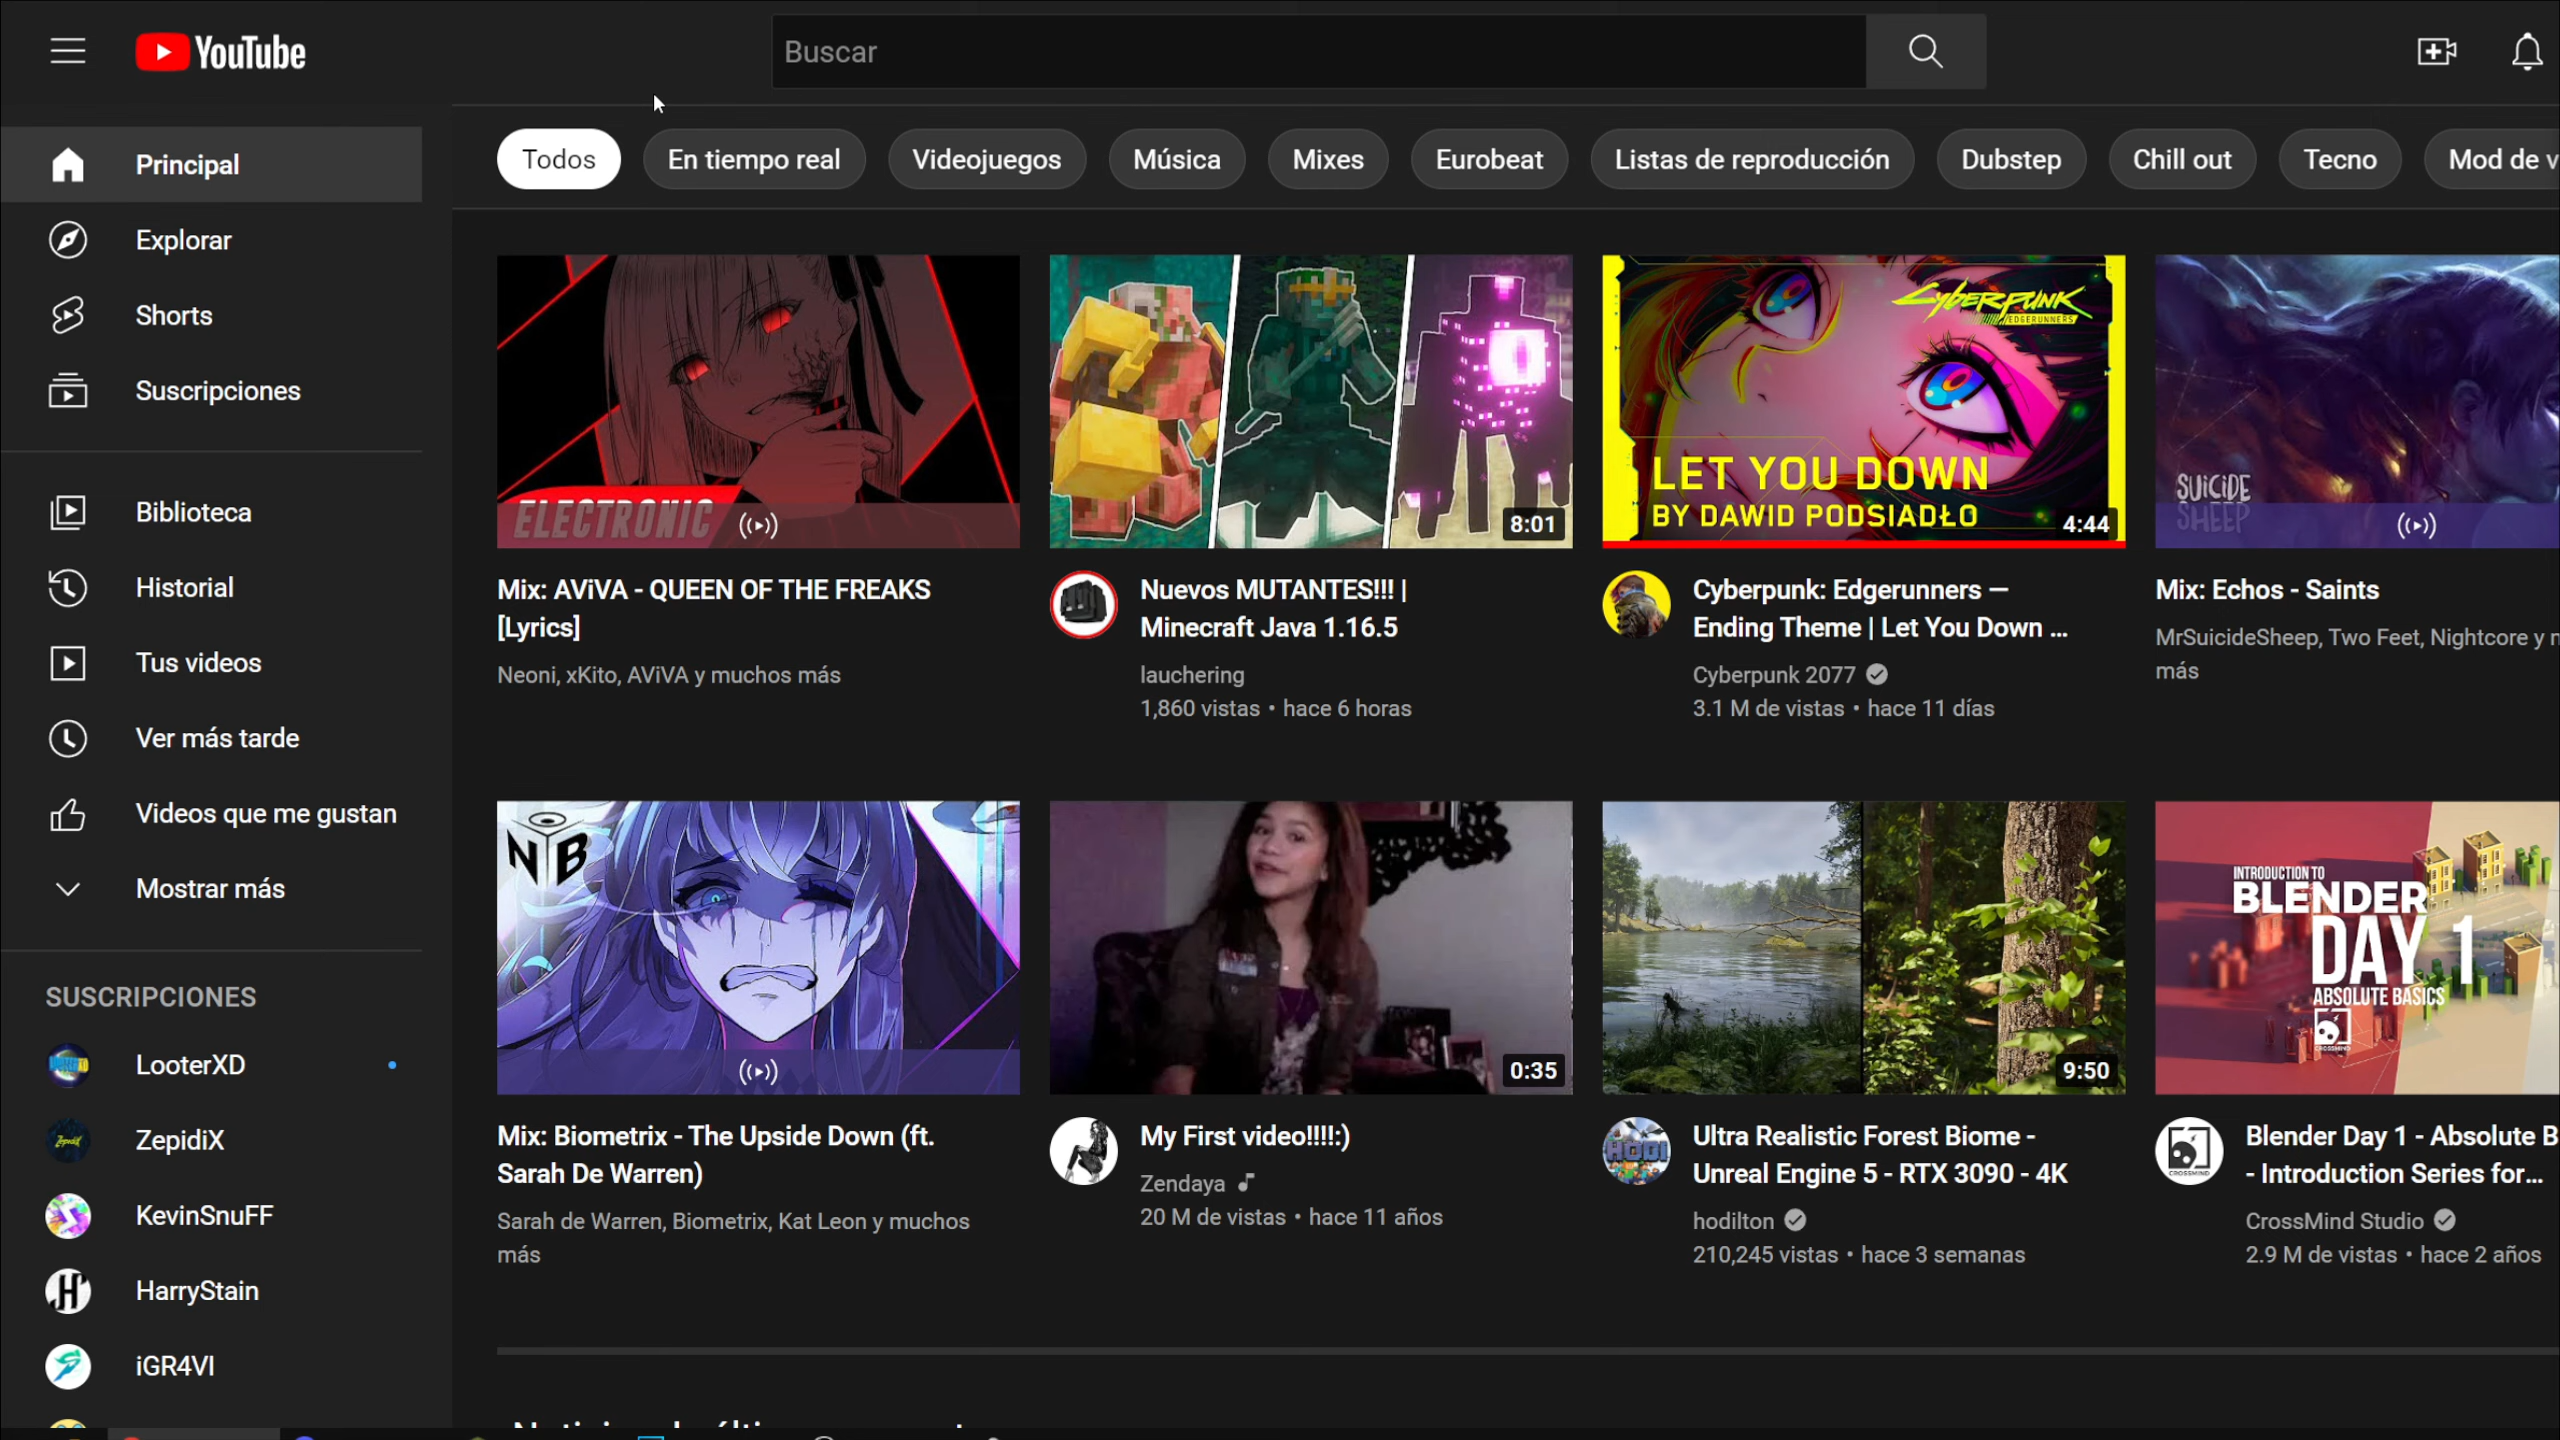 YouTube
Buscar
Principal
Explorar
Shorts
Suscripciones
Biblioteca
Historial
Tus videos
Ver más tarde
Videos que me gustan
Mostrar más
SUSCRIPCIONES
LooterXD
ZepidiX
KevinSnuFF
HarryStain
iGR4VI
Todos
En tiempo real
Videojuegos
Música
Mixes
Eurobeat
Listas de reproducción
Dubstep
Chill out
Tecno
Mod de v
ELECTRONIC
Mix: AViVA - QUEEN OF THE FREAKS
[Lyrics]
Neoni, xKito, AViVA y muchos más
8:01
Nuevos MUTANTES!!! |
Minecraft Java 1.16.5
lauchering
1,860 vistas • hace 6 horas
Cyberpunk
EDGERUNNERS
LET YOU DOWN
BY DAWID PODSIADŁO
4:44
Cyberpunk: Edgerunners —
Ending Theme | Let You Down ...
Cyberpunk 2077
3.1 M de vistas • hace 11 días
SUiCiDE
SHEEP
Mix: Echos - Saints
MrSuicideSheep, Two Feet, Nightcore y
más
NB
Mix: Biometrix - The Upside Down (ft.
Sarah De Warren)
Sarah de Warren, Biometrix, Kat Leon y muchos
más
0:35
My First video!!!!:)
Zendaya
20 M de vistas • hace 11 años
9:50
HODI
Ultra Realistic Forest Biome -
Unreal Engine 5 - RTX 3090 - 4K
hodilton
210,245 vistas • hace 3 semanas
INTRODUCTION TO
BLENDER
DAY 1
ABSOLUTE BASICS
CROSSMIND
CROSSMIND
Blender Day 1 - Absolute B
- Introduction Series for...
CrossMind Studio
2.9 M de vistas • hace 2 años